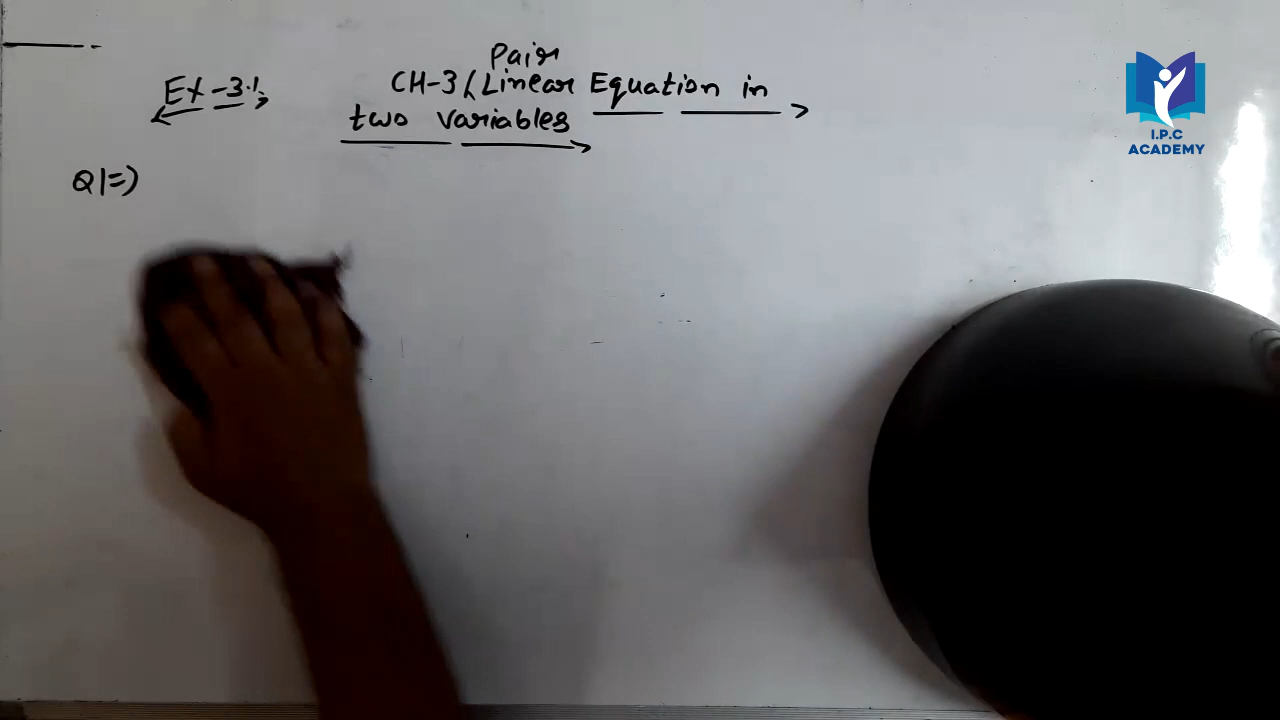 Pair
Ex-3.1 CH-3 (Linear Equation in
two variables
Q1=)
I.P.C
ACADEMY